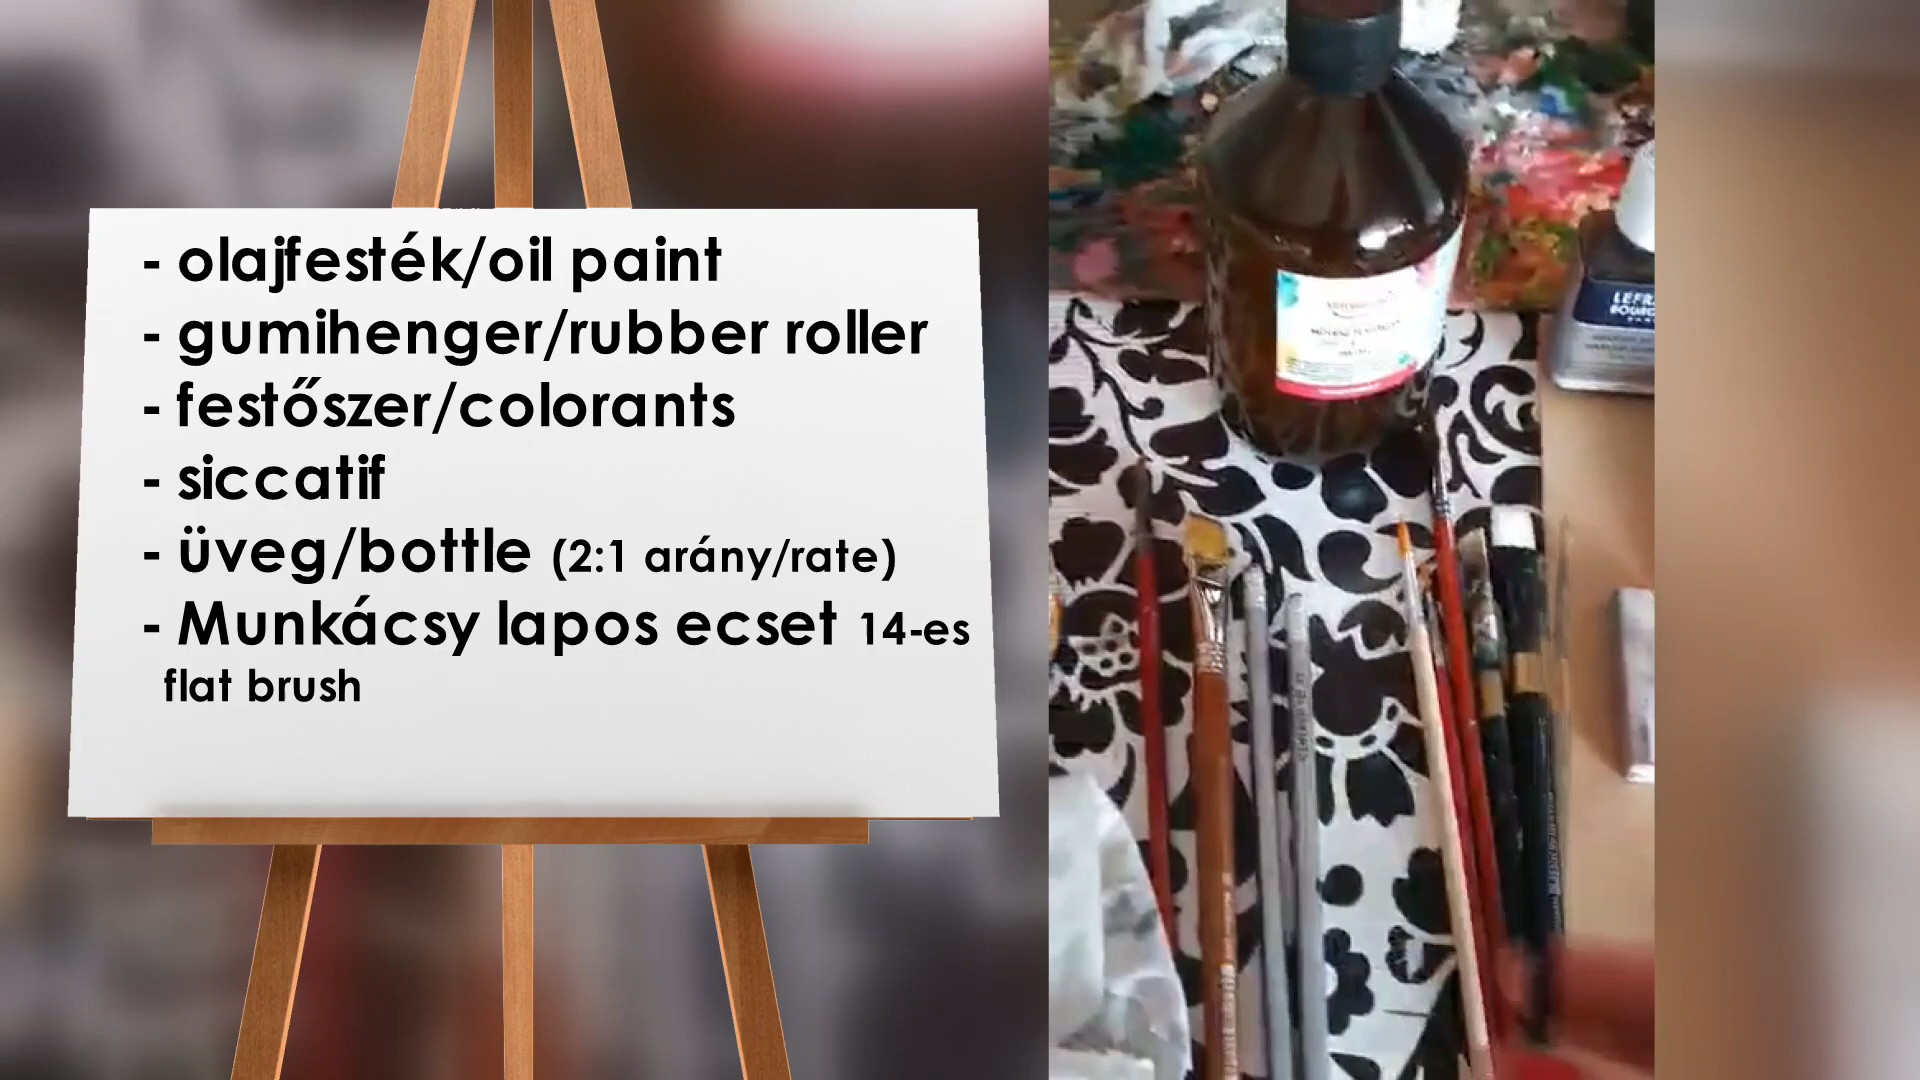 - olajfesték/oil paint
- gumihenger/rubber roller
- festőszer/colorants
- siccatif
- üveg/bottle (2:1 arány/rate)
- Munkácsy lapos ecset 14-es
flat brush